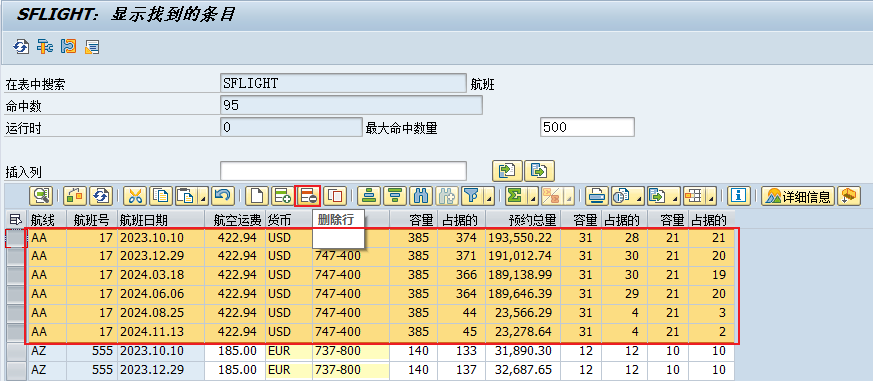 SFLIGHT：显示找到的条目
在表中搜索 SFLIGHT 航班
命中数 95
运行时 0 最大命中数量 500
插入列
详细信息
航线 航班号 航班日期 航空运费 货币 删除行 容量 占据的 预约总量 容量 占据的 容量 占据的
AA 17 2023.10.10 422.94 USD 385 374 193,550.22 31 28 21 21
AA 17 2023.12.29 422.94 USD 747-400 385 371 191,012.74 31 30 21 20
AA 17 2024.03.18 422.94 USD 747-400 385 366 189,138.99 31 30 21 19
AA 17 2024.06.06 422.94 USD 747-400 385 364 189,646.39 31 29 21 20
AA 17 2024.08.25 422.94 USD 747-400 385 44 23,566.29 31 4 21 3
AA 17 2024.11.13 422.94 USD 747-400 385 45 23,278.64 31 4 21 2
AZ 555 2023.10.10 185.00 EUR 737-800 140 133 31,890.30 12 12 10 10
AZ 555 2023.12.29 185.00 EUR 737-800 140 137 32,687.65 12 12 10 10